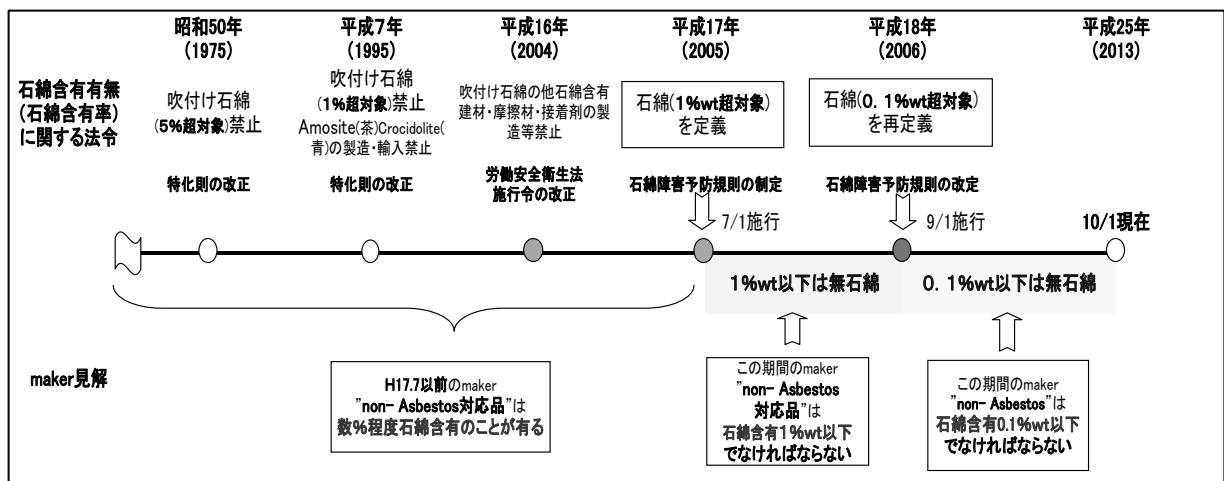 昭和50年
(1975)
平成7年
(1995)
平成16年
(2004)
平成17年
(2005)
平成18年
(2006)
平成25年
(2013)
石綿含有有無
(石綿含有率)
に関する法令
吹付け石綿
(5%超対象)禁止
吹付け石綿
(1%超対象)禁止
Amosite(茶)Crocidolite(
青)の製造・輸入禁止
吹付け石綿の他石綿含有
建材・摩擦材・接着剤の製
造等禁止
石綿(1%wt超対象)
を定義
石綿(0.1%wt超対象)
を再定義
特化則の改正
特化則の改正
労働安全衛生法
施行令の改正
石綿障害予防規則の制定
石綿障害予防規則の改定
7/1施行
9/1施行
10/1現在
1%wt以下は無石綿
0.1%wt以下は無石綿
maker見解
H17.7以前のmaker
"non- Asbestos対応品"は
数%程度石綿含有のことが有る
この期間のmaker
"non- Asbestos
対応品"は
石綿含有1%wt以下
でなければならない
この期間のmaker
"non- Asbestos"は
石綿含有0.1%wt以下
でなければならない